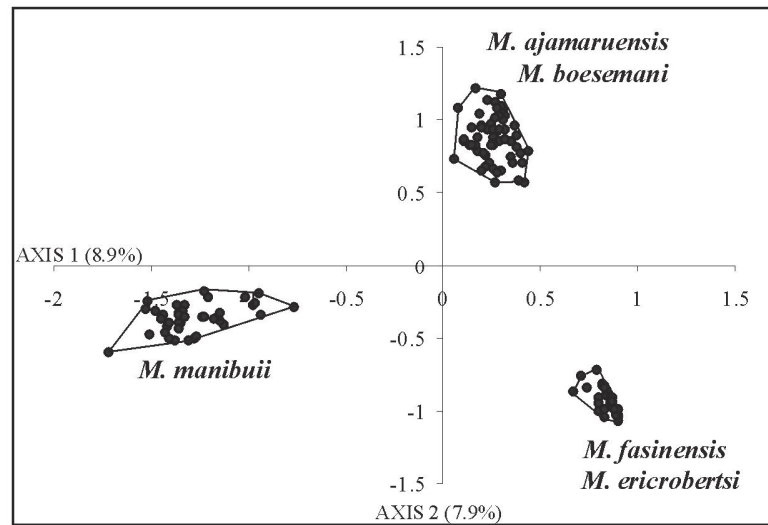 1.5
M. ajamaruensis
M. boesemani
1
0.5
AXIS 1 (8.9%)
0
-2
-1.5
-1
-0.5
0
0.5
1
1.5
-0.5
M. manibuii
-1
M. fasinensis
M. ericrobertsi
-1.5
AXIS 2 (7.9%)